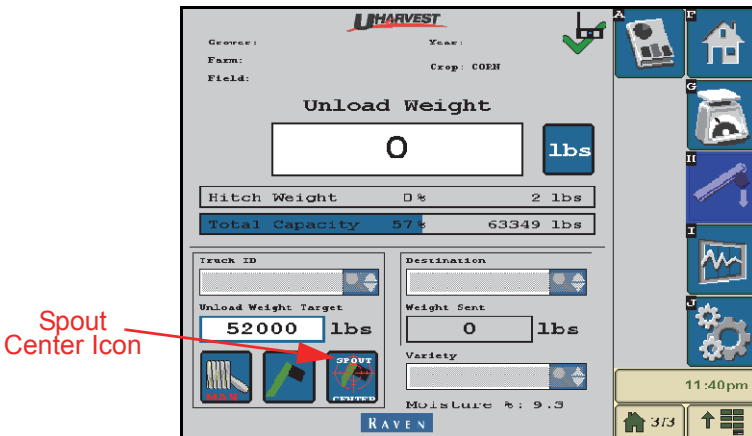 UHARVEST
Grower:
Year:
Farm:
Crop: CORN
Field:
Unload Weight
0
lbs
Hitch Weight 0% 2 lbs
Total Capacity 57% 63349 lbs
Truck ID
Destination
Unload Weight Target
Weight Sent
52000 lbs
0 lbs
Variety
MAN
SPOUT
CENTER
Moisture %: 9.3
RAVEN
A
F
G
H
I
J
11:40pm
3/3
Spout
Center Icon